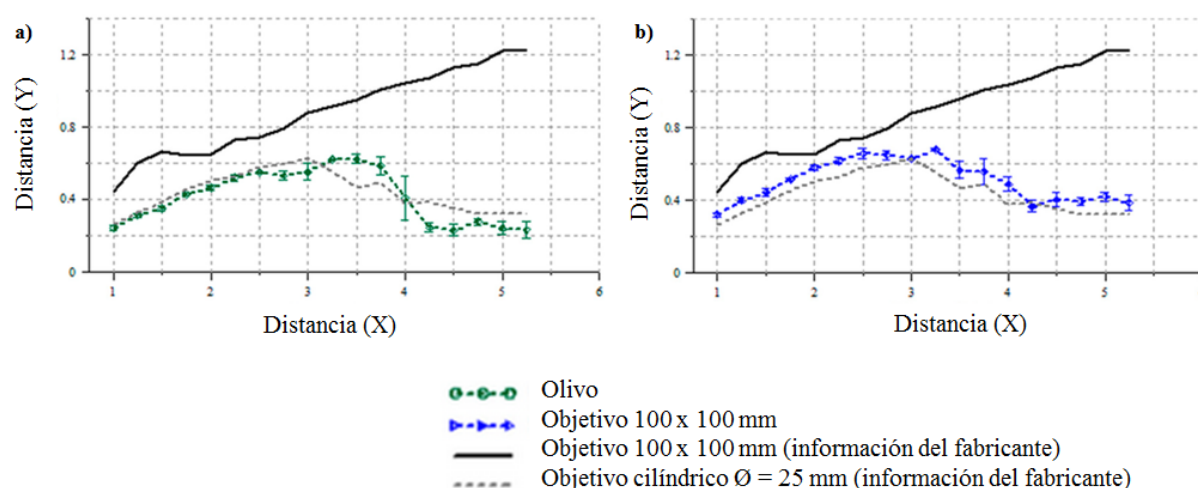 a)
1.2
0.8
0.4
0
Distancia (Y)
1 2 3 4 5 6
Distancia (X)
b)
1.2
0.8
0.4
0
Distancia (Y)
1 2 3 4 5
Distancia (X)
Olivo
Objetivo 100 x 100 mm
Objetivo 100 x 100 mm (información del fabricante)
Objetivo cilíndrico Ø = 25 mm (información del fabricante)